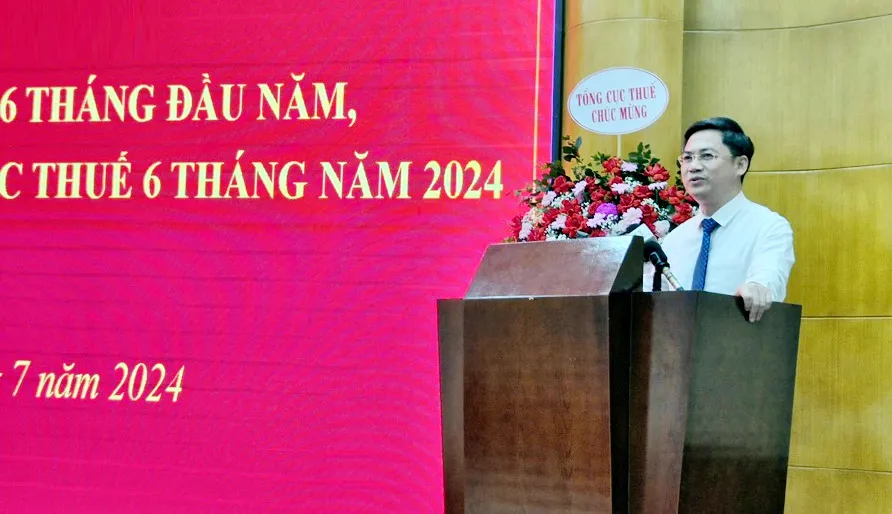 6 THÁNG ĐẦU NĂM,
C THUẾ 6 THÁNG NĂM 2024
7 năm 2024
TỔNG CỤC THUẾ
CHÚC MỪNG